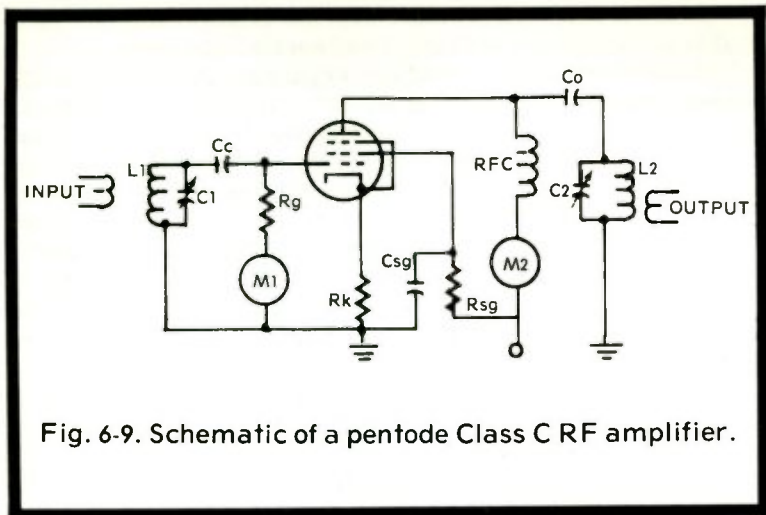 Co
Cc
L1
RFC
L2
INPUT
C1
C2
OUTPUT
Rg
Csg
M2
M1
Rk
Rsg
Fig. 6-9. Schematic of a pentode Class C RF amplifier.